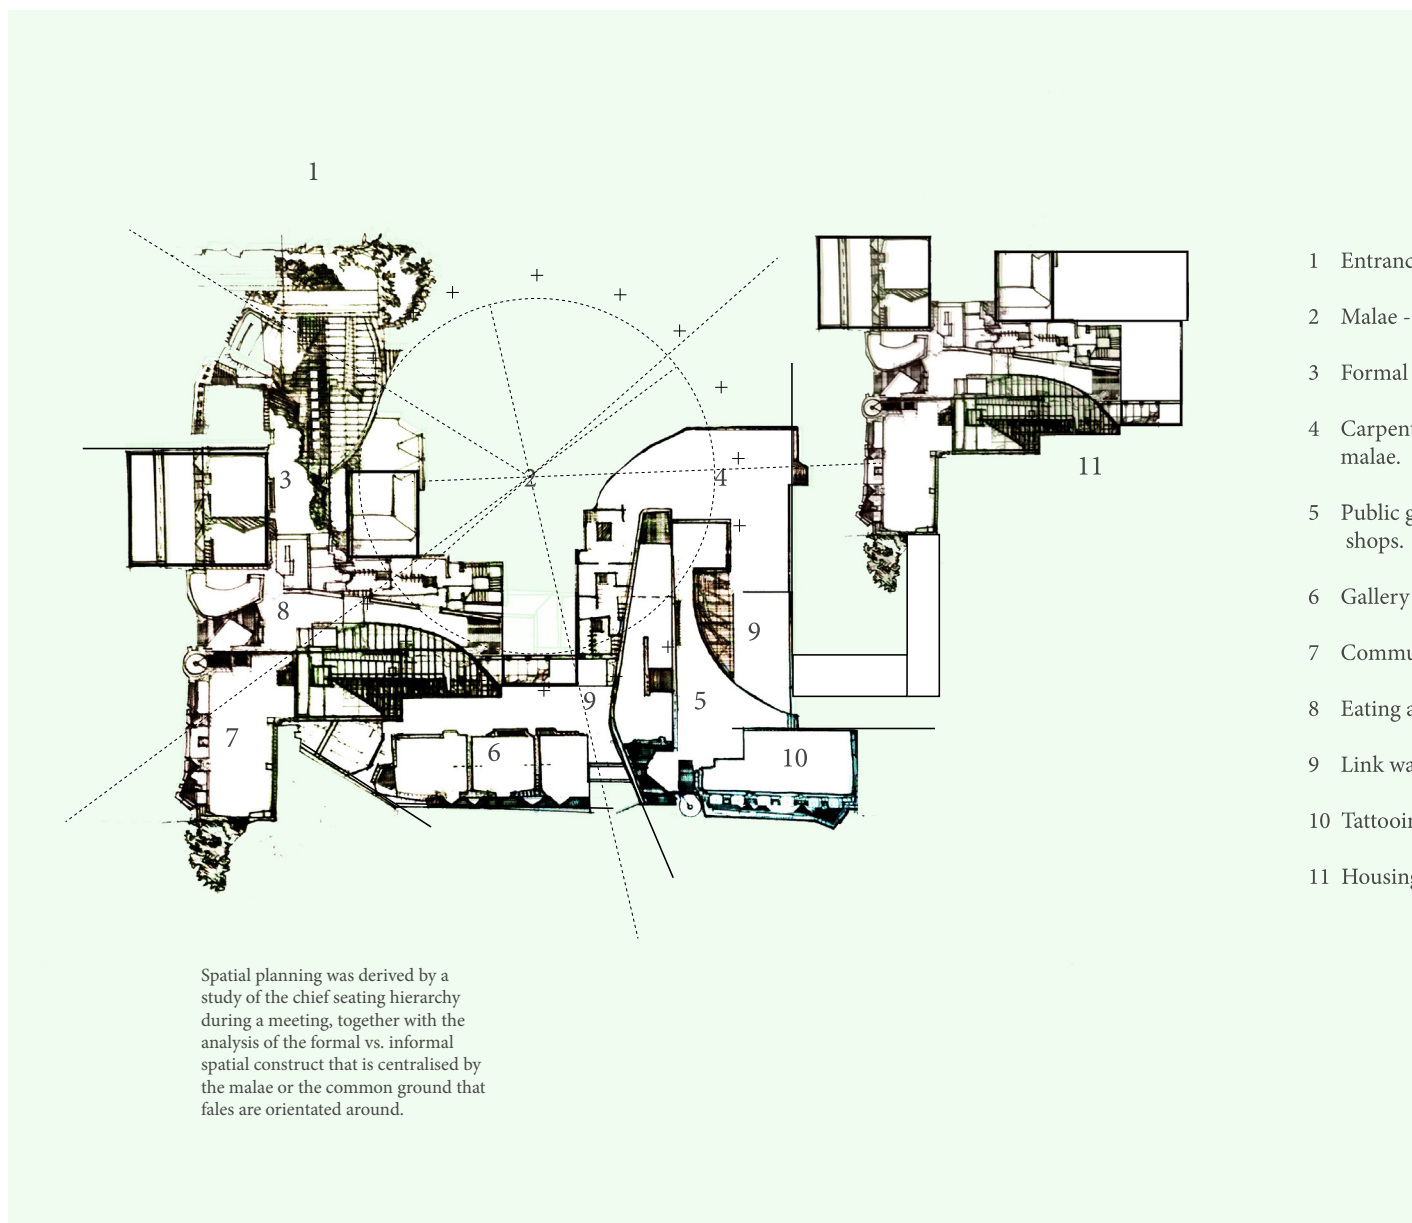 1
2
3
4
11
8
9
9
5
7
6
10
1 Entranc
2 Malae -
3 Formal
4 Carpen
malae.
5 Public g
shops.
6 Gallery
7 Commu
8 Eating a
9 Link wa
10 Tattooin
11 Housing
Spatial planning was derived by a
study of the chief seating hierarchy
during a meeting, together with the
analysis of the formal vs. informal
spatial construct that is centralised by
the malae or the common ground that
fales are orientated around.